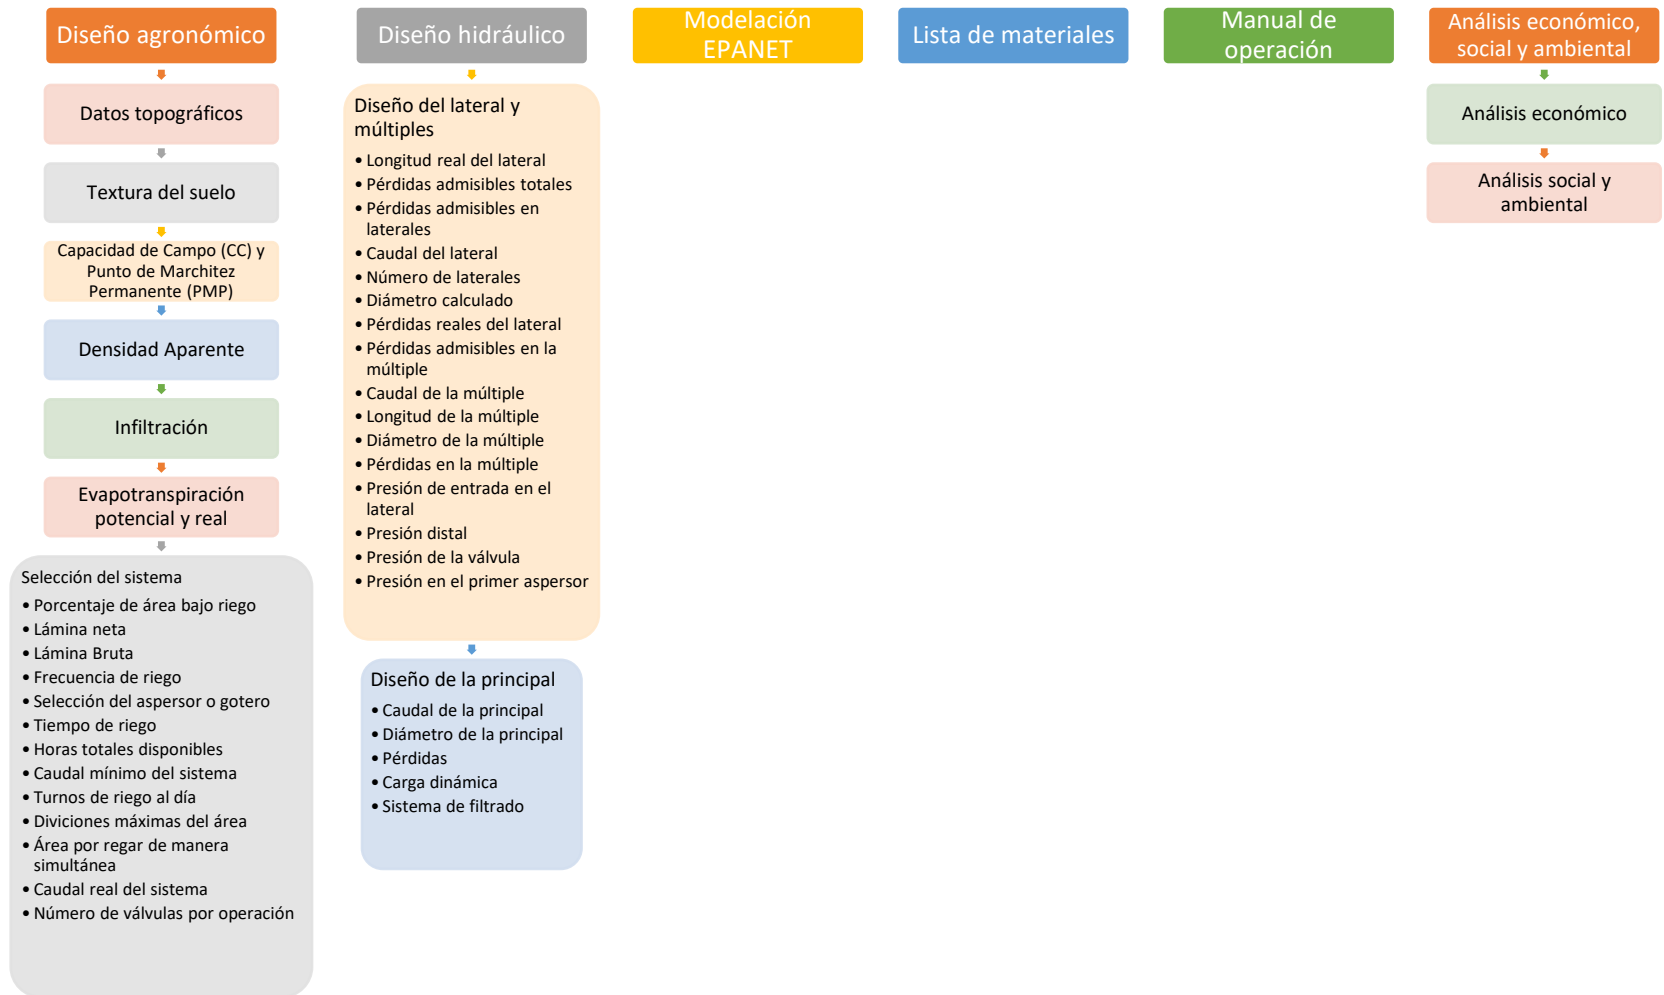 Diseño agronómico
Datos topográficos
Textura del suelo
Capacidad de Campo (CC) y
Punto de Marchitez
Permanente (PMP)
Densidad Aparente
Infiltración
Evapotranspiración
potencial y real
Selección del sistema
• Porcentaje de área bajo riego
• Lámina neta
• Lámina Bruta
• Frecuencia de riego
• Selección del aspersor o gotero
• Tiempo de riego
• Horas totales disponibles
• Caudal mínimo del sistema
• Turnos de riego al día
• Diviciones máximas del área
• Área por regar de manera
simultánea
• Caudal real del sistema
• Número de válvulas por operación
Diseño hidráulico
Diseño del lateral y
múltiples
• Longitud real del lateral
• Pérdidas admisibles totales
• Pérdidas admisibles en
laterales
• Caudal del lateral
• Número de laterales
• Diámetro calculado
• Pérdidas reales del lateral
• Pérdidas admisibles en la
múltiple
• Caudal de la múltiple
• Longitud de la múltiple
• Diámetro de la múltiple
• Pérdidas en la múltiple
• Presión de entrada en el
lateral
• Presión distal
• Presión de la válvula
• Presión en el primer aspersor
Diseño de la principal
• Caudal de la principal
• Diámetro de la principal
• Pérdidas
• Carga dinámica
• Sistema de filtrado
Modelación
EPANET
Lista de materiales
Manual de
operación
Análisis económico,
social y ambiental
Análisis económico
Análisis social y
ambiental